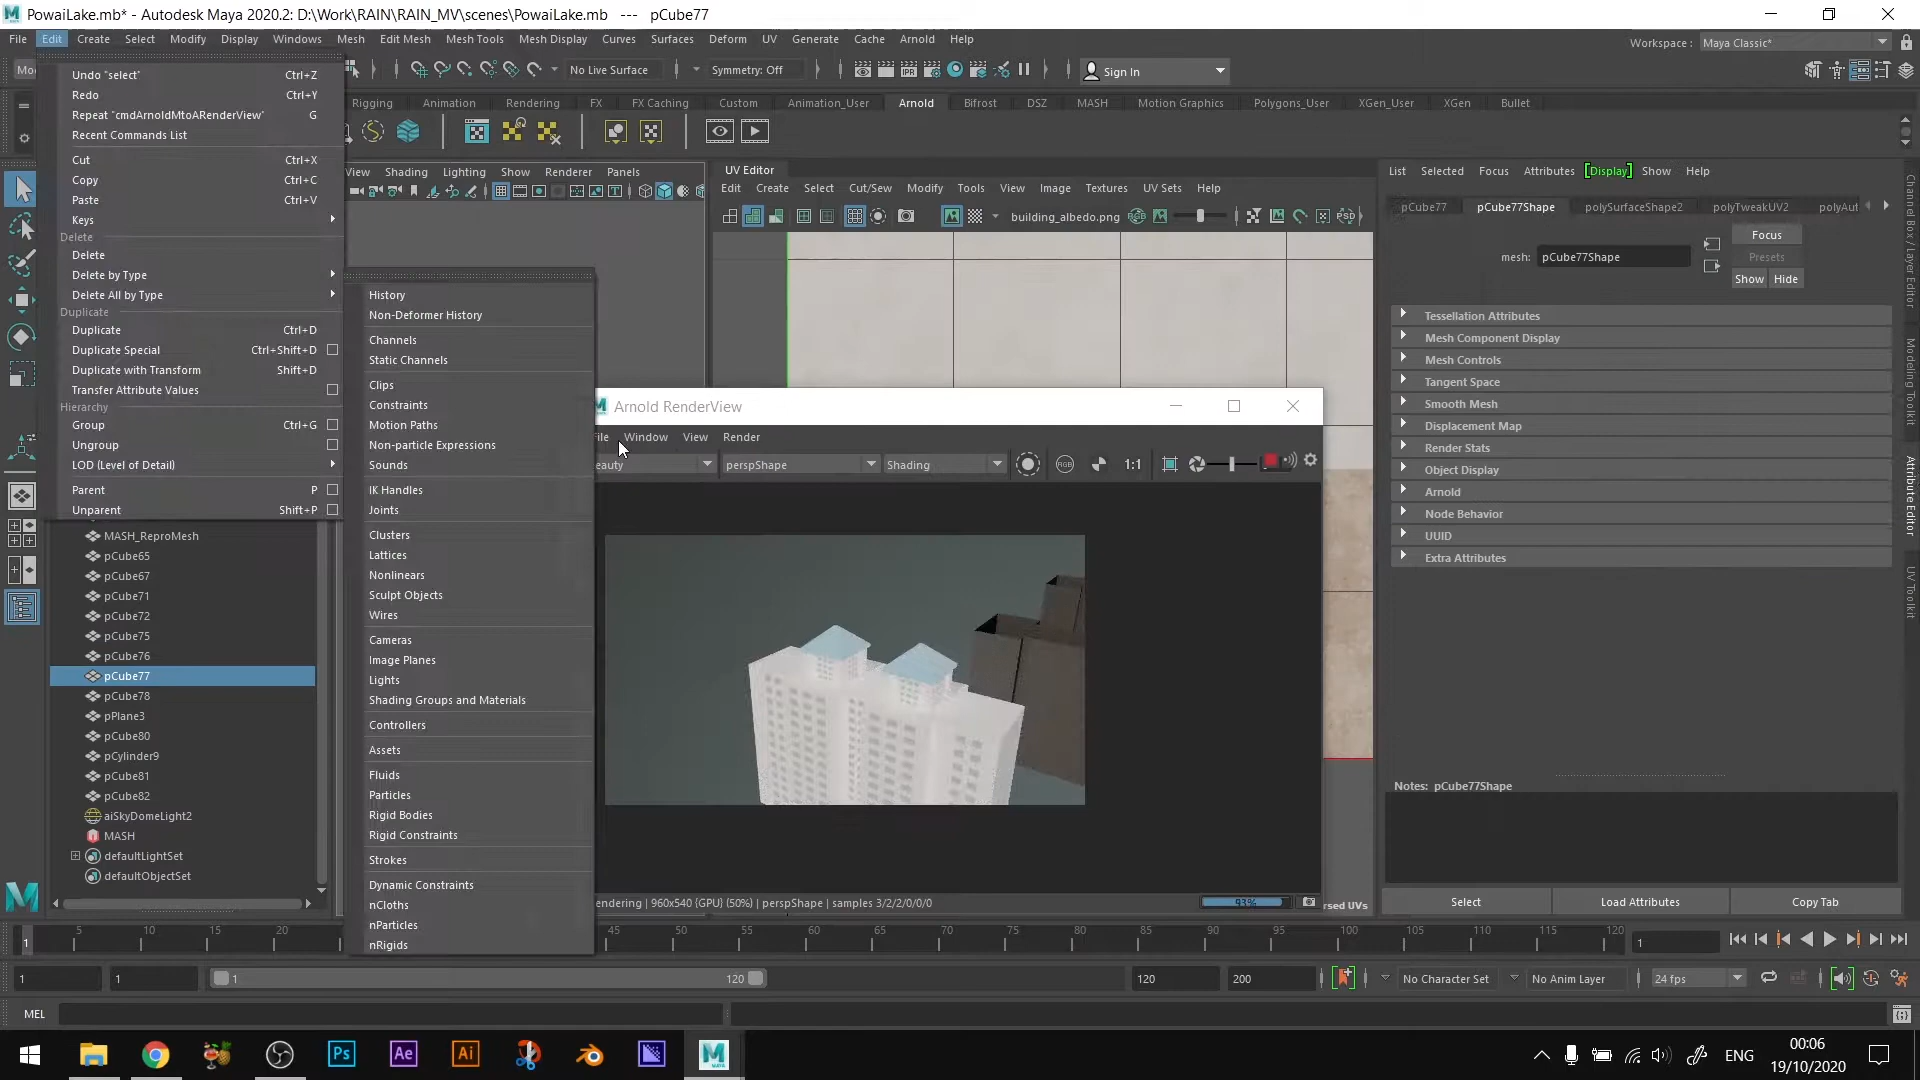 PowaiLake.mb* - Autodesk Maya 2020.2: D:\Work\RAIN\RAIN_MV\scenes\PowaiLake.mb   ---   pCube77
File Edit Create Select Modify Display Windows Mesh Edit Mesh Mesh Tools Mesh Display Curves Surfaces Deform UV Generate Cache Arnold Help
Workspace : Maya Classic*
No Live Surface Symmetry: Off Sign In
Rigging Animation Rendering FX FX Caching Custom Animation_User Arnold Bifrost DSZ MASH Motion Graphics Polygons_User XGen_User XGen Bullet
Undo "select" Ctrl+Z
Redo Ctrl+Y
Repeat "cmdArnoldMtoARenderView" G
Recent Commands List
Cut Ctrl+X
Copy Ctrl+C
Paste Ctrl+V
Keys
Delete
Delete
Delete by Type
Delete All by Type
Duplicate
Duplicate Ctrl+D
Duplicate Special Ctrl+Shift+D
Duplicate with Transform Shift+D
Transfer Attribute Values
Hierarchy
Group Ctrl+G
Ungroup
LOD (Level of Detail)
Parent P
Unparent Shift+P
MASH_ReproMesh
pCube65
pCube67
pCube71
pCube72
pCube75
pCube76
pCube77
pCube78
pPlane3
pCube80
pCylinder9
pCube81
pCube82
aiSkyDomeLight2
MASH
defaultLightSet
defaultObjectSet
History
Non-Deformer History
Channels
Static Channels
Clips
Constraints
Motion Paths
Non-particle Expressions
Sounds
IK Handles
Joints
Clusters
Lattices
Nonlinears
Sculpt Objects
Wires
Cameras
Image Planes
Lights
Shading Groups and Materials
Controllers
Assets
Fluids
Particles
Rigid Bodies
Rigid Constraints
Strokes
Dynamic Constraints
nCloths
nParticles
nRigids
View Shading Lighting Show Renderer Panels
UV Editor
Edit Create Select Cut/Sew Modify Tools View Image Textures UV Sets Help
building_albedo.png PSD
Arnold RenderView
File Window View Render
eauty perspShape Shading RGB 1:1
endering | 960x540 (GPU) (50%) | perspShape | samples 3/2/2/0/0/0 93%
rsed UVs
List Selected Focus Attributes [Display] Show Help
pCube77 pCube77Shape polySurfaceShape2 polyTweakUV2 polyAut
Focus
mesh: pCube77Shape Presets
Show Hide
Tessellation Attributes
Mesh Component Display
Mesh Controls
Tangent Space
Smooth Mesh
Displacement Map
Render Stats
Object Display
Arnold
Node Behavior
UUID
Extra Attributes
Notes: pCube77Shape
Select Load Attributes Copy Tab
Channel Box / Layer Editor
Modeling Toolkit
Attribute Editor
UV Toolkit
1 5 10 15 20 45 50 55 60 65 70 75 80 85 90 95 100 105 110 115 120 1
1 1 1 120 120 200 No Character Set No Anim Layer 24 fps
MEL
Ps Ae Ai ENG 00:06
19/10/2020